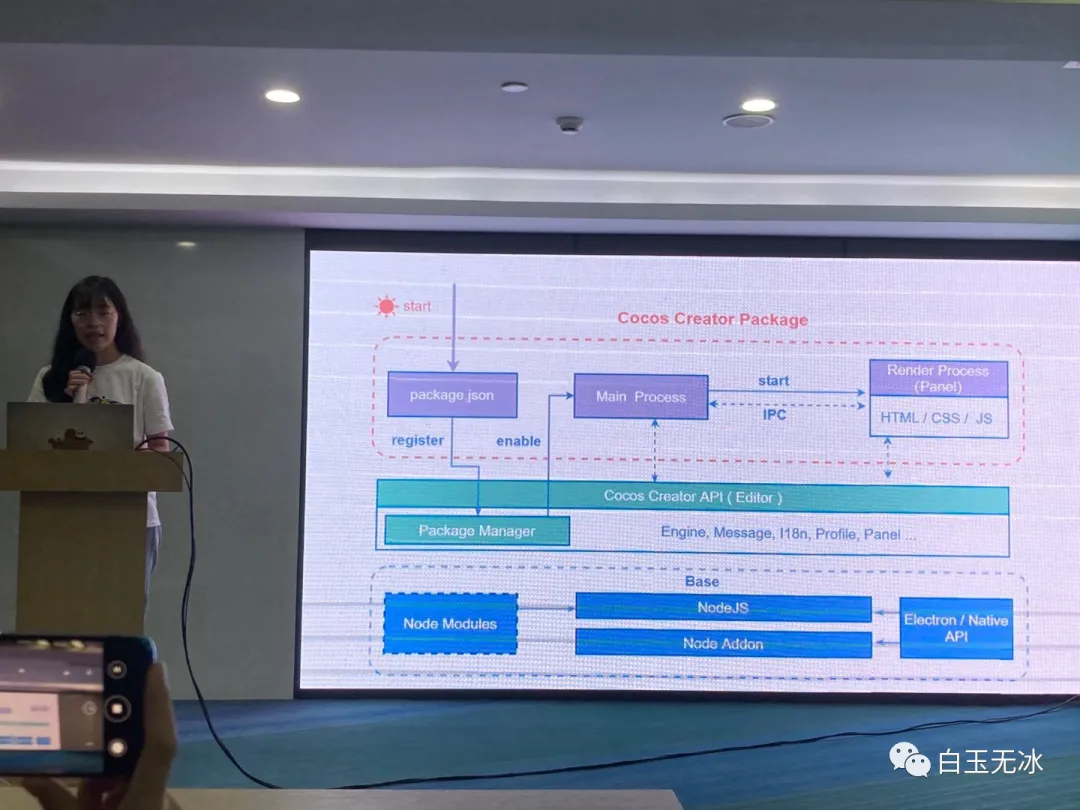 start
Cocos Creator Package
package.json
Main Process
start
IPC
Render Process
(Panel)
HTML / CSS / JS
register
enable
Cocos Creator API ( Editor )
Package Manager
Engine, Message, I18n, Profile, Panel ...
Base
Node Modules
NodeJS
Node Addon
Electron / Native
API
白玉无冰